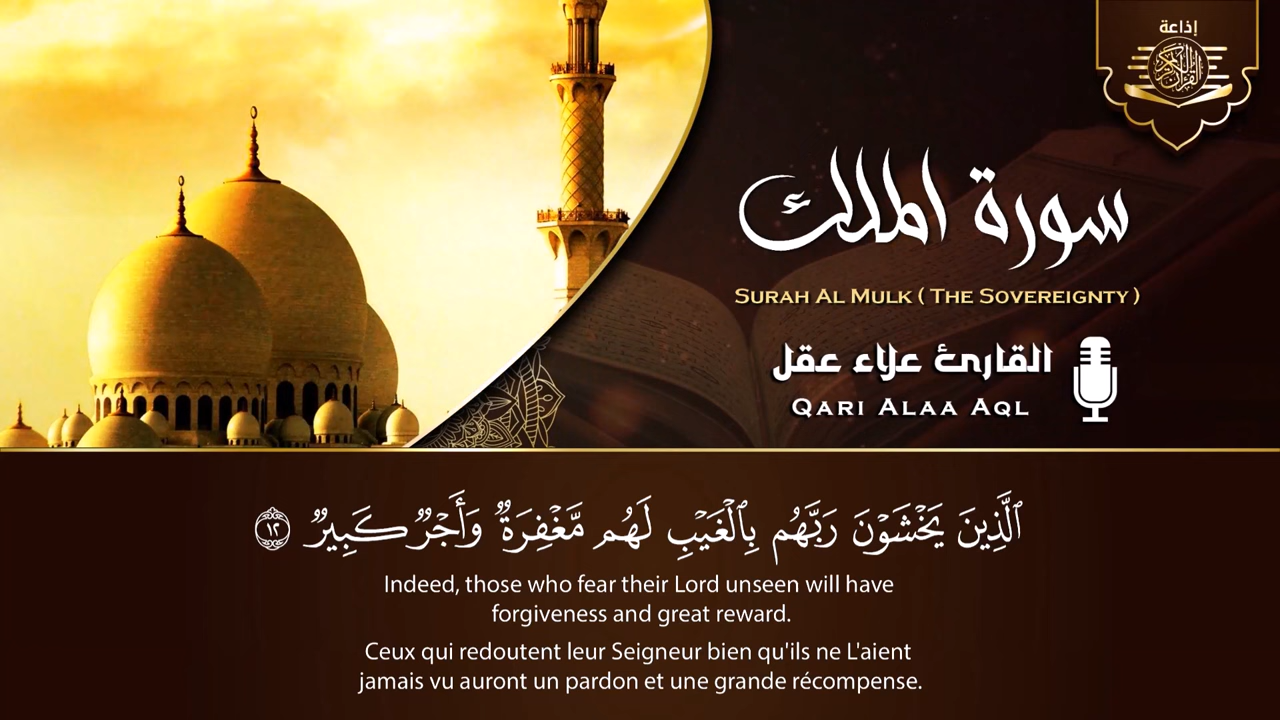 إذاعة
القرآن الكريم
سورة الملك
SURAH AL MULK ( THE SOVEREIGNTY )
القارئ علاء عقل
QARI ALAA AQL
ٱلَّذِينَ يَخْشَوْنَ رَبَّهُم بِٱلْغَيْبِ لَهُم مَّغْفِرَةٌ وَأَجْرٌ كَبِيرٌ ١٢
Indeed, those who fear their Lord unseen will have
forgiveness and great reward.
Ceux qui redoutent leur Seigneur bien qu'ils ne L'aient
jamais vu auront un pardon et une grande récompense.